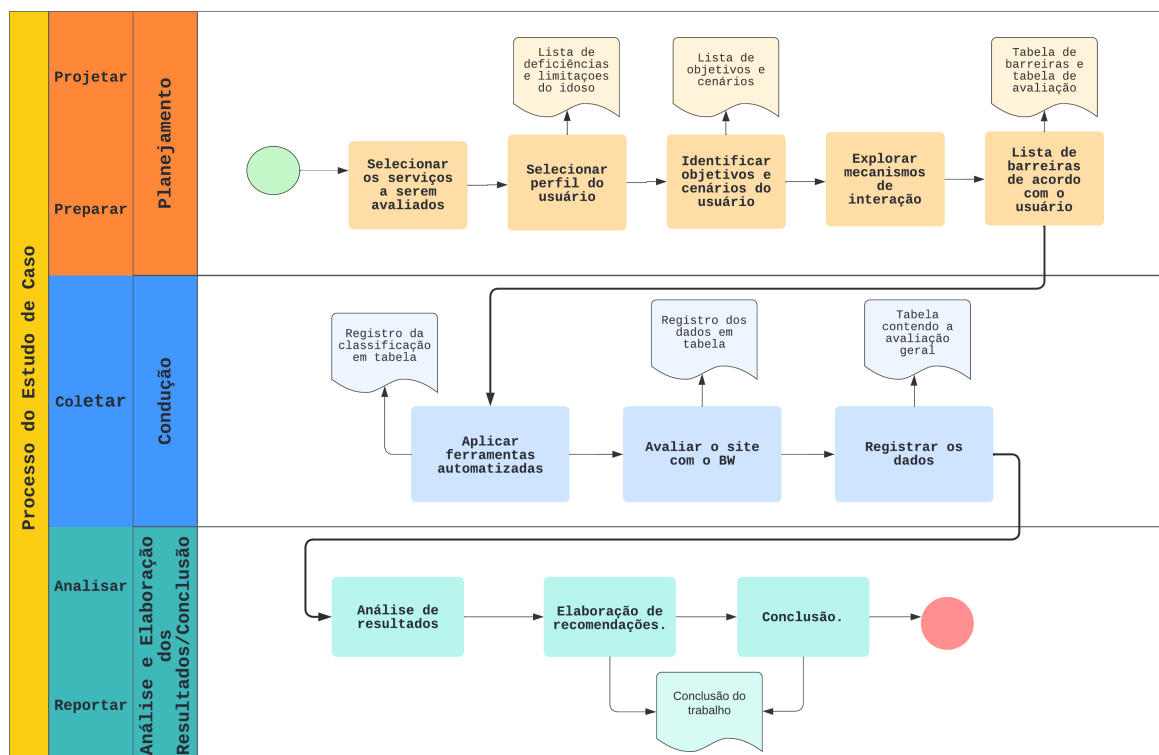 Processo do Estudo de Caso
Projetar
Preparar
Planejamento
Lista de
deficiências
e limitaçoes
do idoso
Lista de
objetivos e
cenários
Tabela de
barreiras e
tabela de
avaliação
Selecionar
os serviços
a serem
avaliados
Selecionar
perfil do
usuário
Identificar
objetivos e
cenários do
usuário
Explorar
mecanismos
de
interação
Lista de
barreiras
de acordo
com o
usuário
Coletar
Condução
Registro da
classificação
em tabela
Registro dos
dados em
tabela
Tabela
contendo a
avaliação
geral
Aplicar
ferramentas
automatizadas
Avaliar o site
com o BW
Registrar os
dados
Analisar
Reportar
Análise e Elaboração
dos
Resultados/Conclusão
Análise de
resultados
Elaboração de
recomendações.
Conclusão.
Conclusão do
trabalho